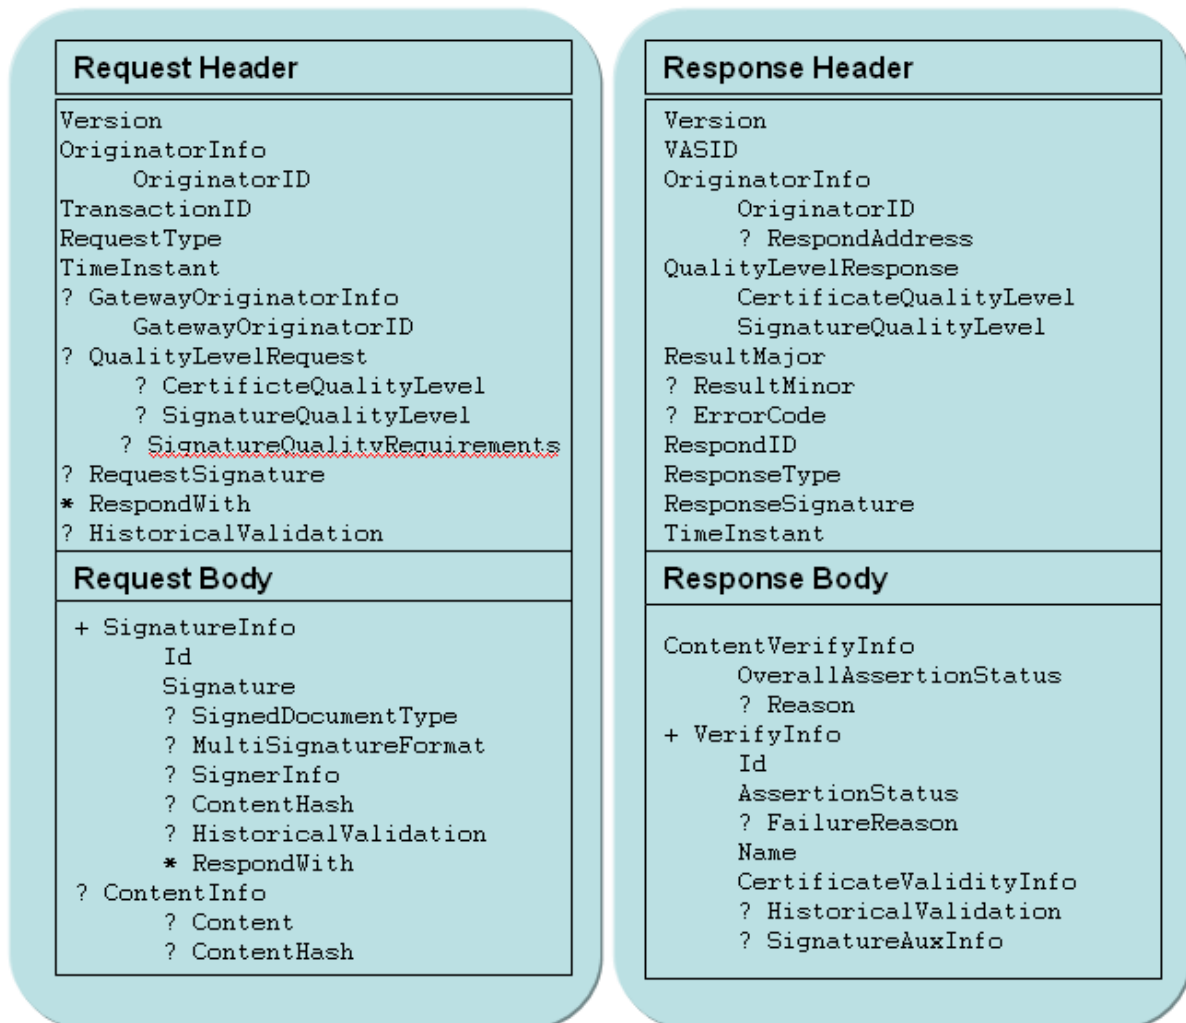 Request Header
Version
OriginatorInfo
OriginatorID
TransactionID
RequestType
TimeInstant
? GatewayOriginatorInfo
GatewayOriginatorID
? QualityLevelRequest
? CertificteQualityLevel
? SignatureQualityLevel
? SignatureQualityRequirements
? RequestSignature
* RespondWith
? HistoricalValidation
Request Body
+ SignatureInfo
Id
Signature
? SignedDocumentType
? MultiSignatureFormat
? SignerInfo
? ContentHash
? HistoricalValidation
* RespondWith
? ContentInfo
? Content
? ContentHash
Response Header
Version
VASID
OriginatorInfo
OriginatorID
? RespondAddress
QualityLevelResponse
CertificateQualityLevel
SignatureQualityLevel
ResultMajor
? ResultMinor
? ErrorCode
RespondID
ResponseType
ResponseSignature
TimeInstant
Response Body
ContentVerifyInfo
OverallAssertionStatus
? Reason
+ VerifyInfo
Id
AssertionStatus
? FailureReason
Name
CertificateValidityInfo
? HistoricalValidation
? SignatureAuxInfo